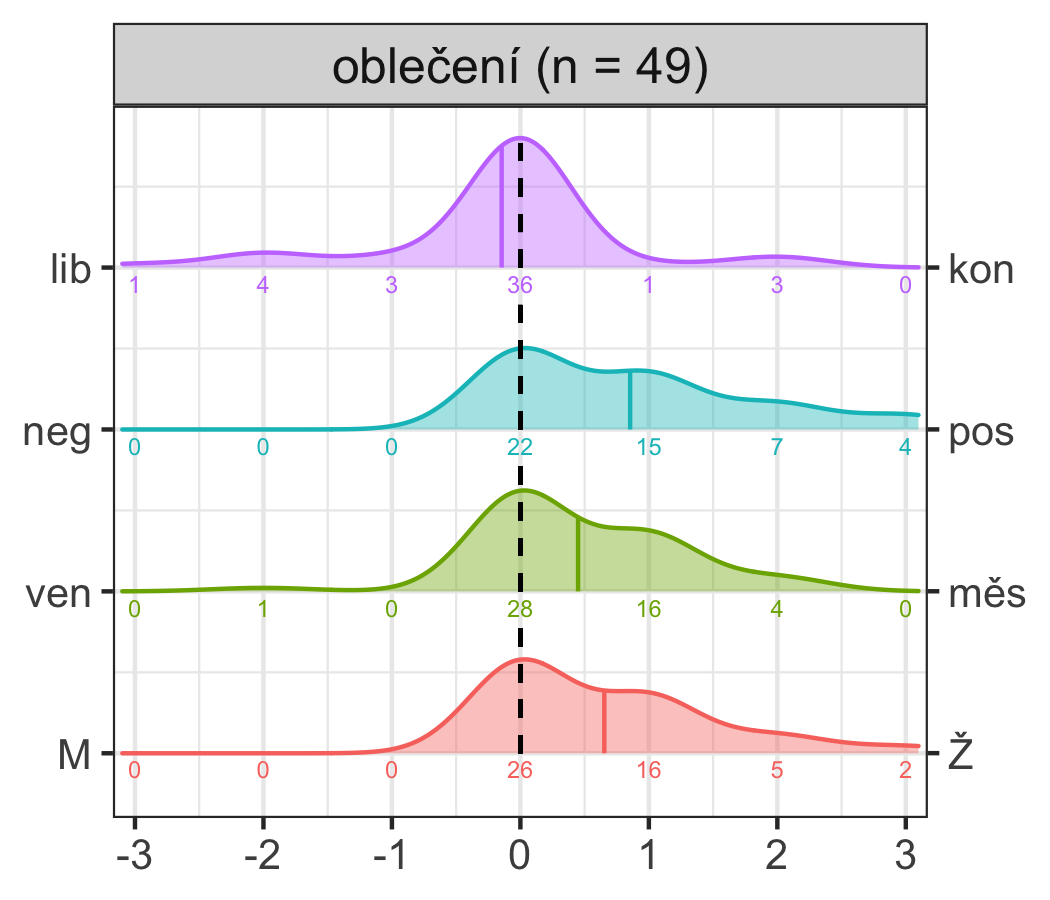 oblečení (n = 49)
lib kon
1 4 3 36 1 3 0
neg pos
0 0 0 22 15 7 4
ven měs
0 1 0 28 16 4 0
M Ž
0 0 0 26 16 5 2
-3 -2 -1 0 1 2 3